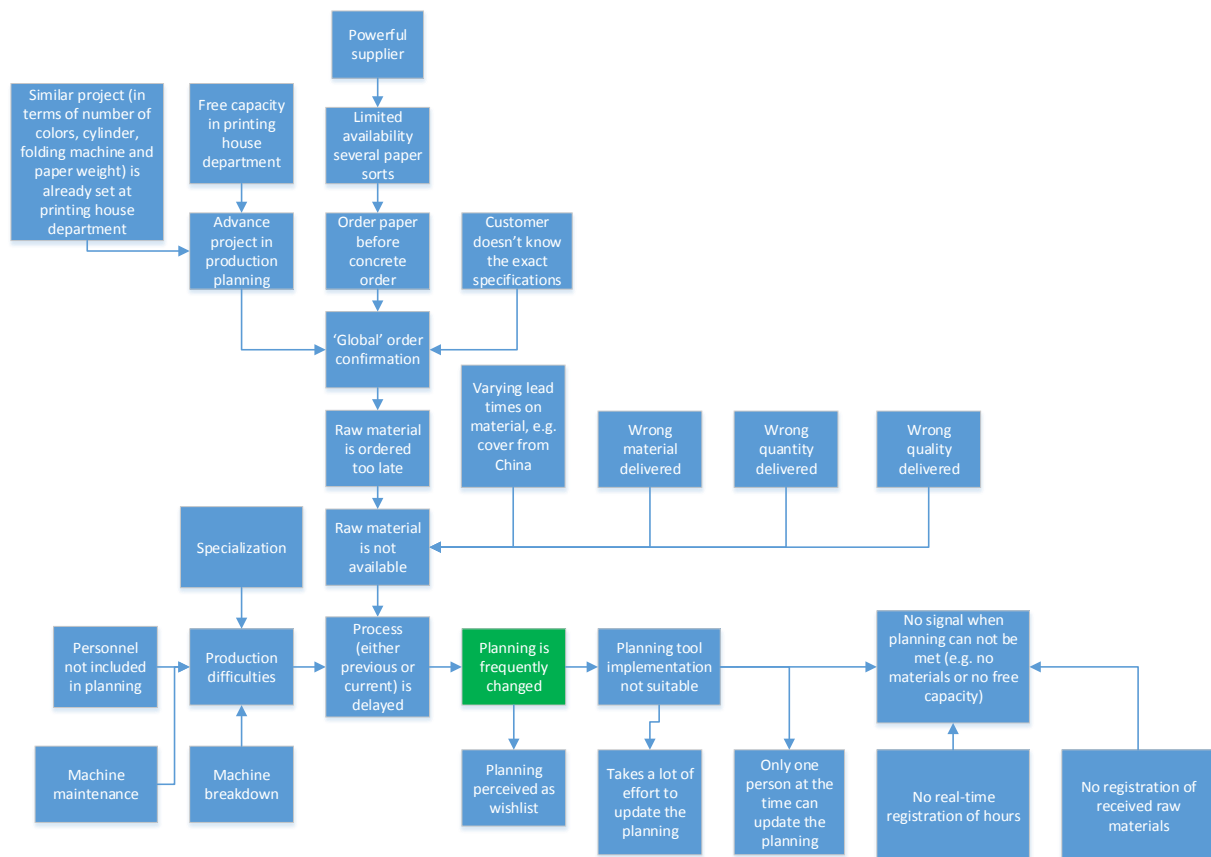 Powerful
supplier
Similar project (in
terms of number of
colors, cylinder,
folding machine and
paper weight) is
already set at
printing house
department
Free capacity
in printing
house
department
Limited
availability
several paper
sorts
Advance
project in
production
planning
Order paper
before
concrete
order
Customer
doesn’t know
the exact
specifications
‘Global’ order
confirmation
Varying lead
times on
material, e.g.
cover from
China
Raw material
is ordered
too late
Wrong
material
delivered
Wrong
quantity
delivered
Wrong
quality
delivered
Specialization
Raw material
is not
available
Personnel
not included
in planning
Production
difficulties
Process
(either
previous or
current) is
delayed
Planning is
frequently
changed
Planning tool
implementation
not suitable
No signal when
planning can not be
met (e.g. no
materials or no free
capacity)
Machine
maintenance
Machine
breakdown
Planning
perceived as
wishlist
Takes a lot of
effort to
update the
planning
Only one
person at the
time can
update the
planning
No real-time
registration of hours
No registration of
received raw
materials